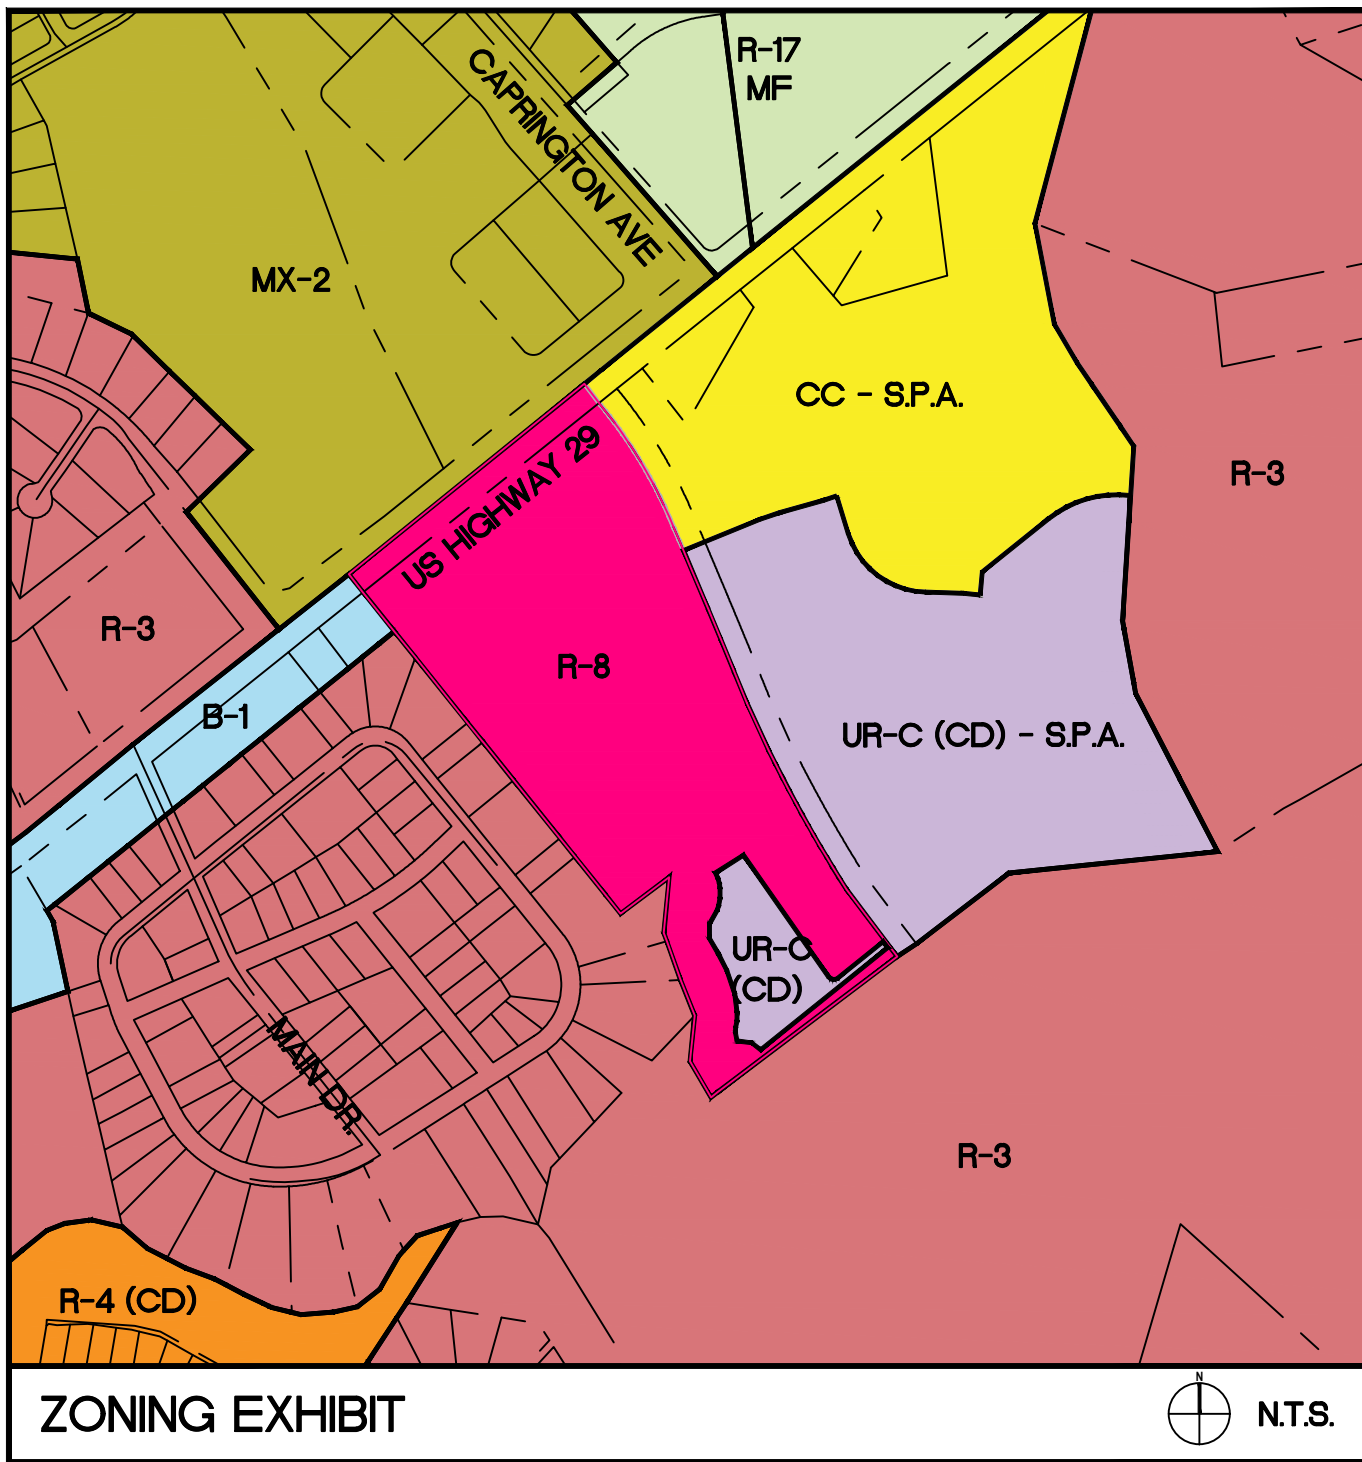 R-17
MF
CAPRINGTON AVE
MX-2
CC - S.P.A.
US HIGHWAY 29
R-3
R-3
R-8
B-1
UR-C (CD) - S.P.A.
UR-C
(CD)
MAIN DR.
R-3
R-4 (CD)
ZONING EXHIBIT
N
N.T.S.